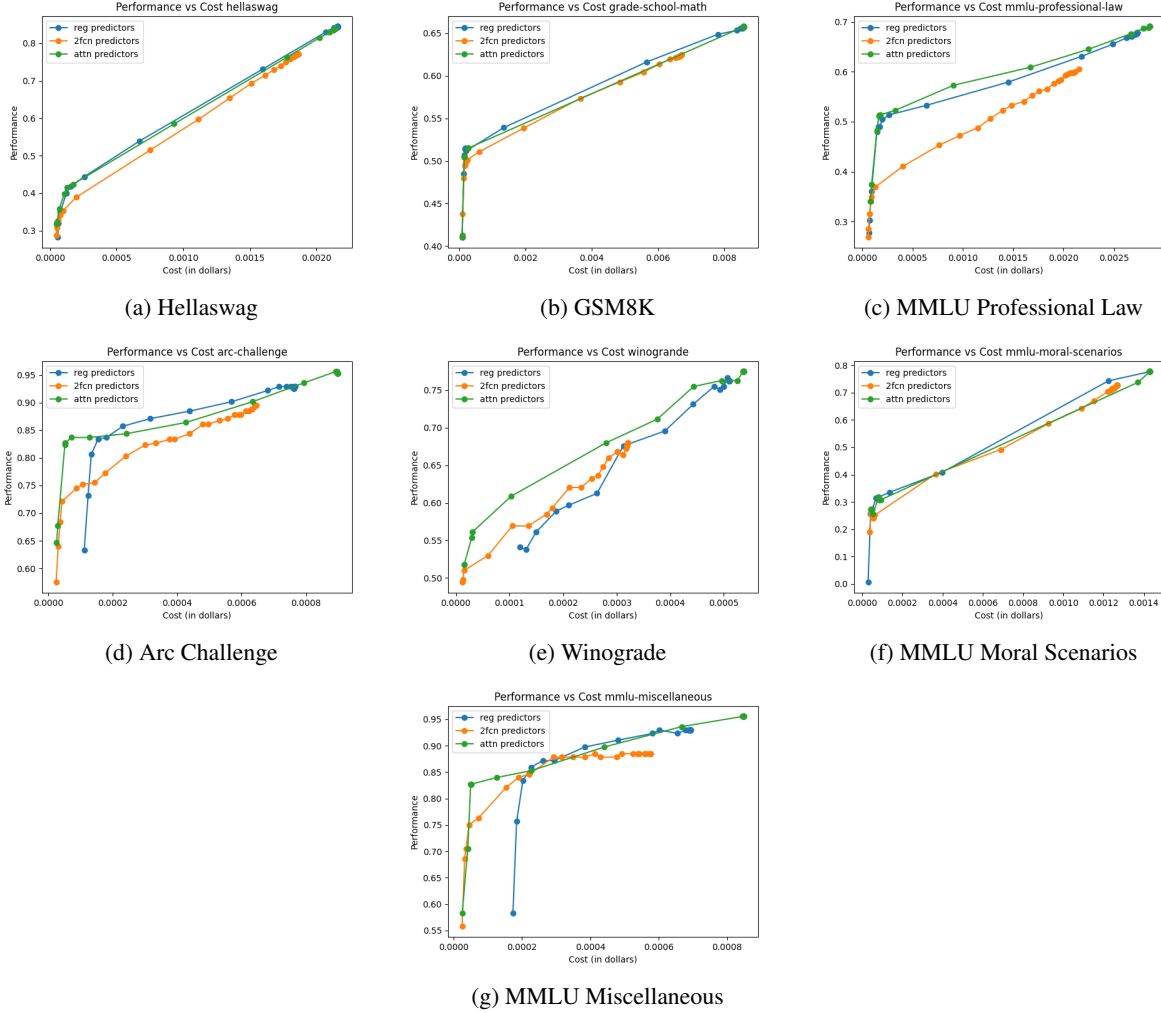 Performance vs Cost hellaswag
reg predictors
2fcn predictors
attn predictors
Performance
0.8
0.7
0.6
0.5
0.4
0.3
0.0000 0.0005 0.0010 0.0015 0.0020
Cost (in dollars)
(a) Hellaswag
Performance vs Cost grade-school-math
reg predictors
2fcn predictors
attn predictors
Performance
0.65
0.60
0.55
0.50
0.45
0.40
0.000 0.002 0.004 0.006 0.008
Cost (in dollars)
(b) GSM8K
Performance vs Cost mmlu-professional-law
reg predictors
2fcn predictors
attn predictors
Performance
0.7
0.6
0.5
0.4
0.3
0.0000 0.0005 0.0010 0.0015 0.0020 0.0025
Cost (in dollars)
(c) MMLU Professional Law
Performance vs Cost arc-challenge
reg predictors
2fcn predictors
attn predictors
Performance
0.95
0.90
0.85
0.80
0.75
0.70
0.65
0.60
0.0000 0.0002 0.0004 0.0006 0.0008
Cost (in dollars)
(d) Arc Challenge
Performance vs Cost winogrande
reg predictors
2fcn predictors
attn predictors
Performance
0.75
0.70
0.65
0.60
0.55
0.50
0.0000 0.0001 0.0002 0.0003 0.0004 0.0005
Cost (in dollars)
(e) Winograde
Performance vs Cost mmlu-moral-scenarios
reg predictors
2fcn predictors
attn predictors
Performance
0.8
0.7
0.6
0.5
0.4
0.3
0.2
0.1
0.0
0.0000 0.0002 0.0004 0.0006 0.0008 0.0010 0.0012 0.0014
Cost (in dollars)
(f) MMLU Moral Scenarios
Performance vs Cost mmlu-miscellaneous
reg predictors
2fcn predictors
attn predictors
Performance
0.95
0.90
0.85
0.80
0.75
0.70
0.65
0.60
0.55
0.0000 0.0002 0.0004 0.0006 0.0008
Cost (in dollars)
(g) MMLU Miscellaneous